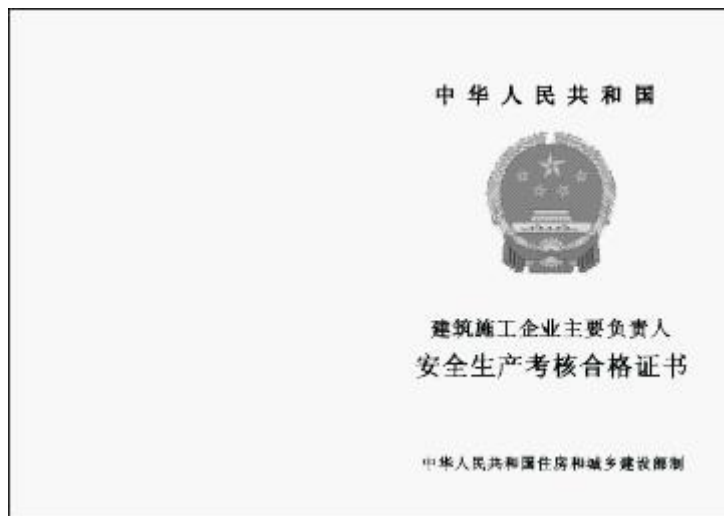 中华人民共和国
建筑施工企业主要负责人
安全生产考核合格证书
中华人民共和国住房和城乡建设部制